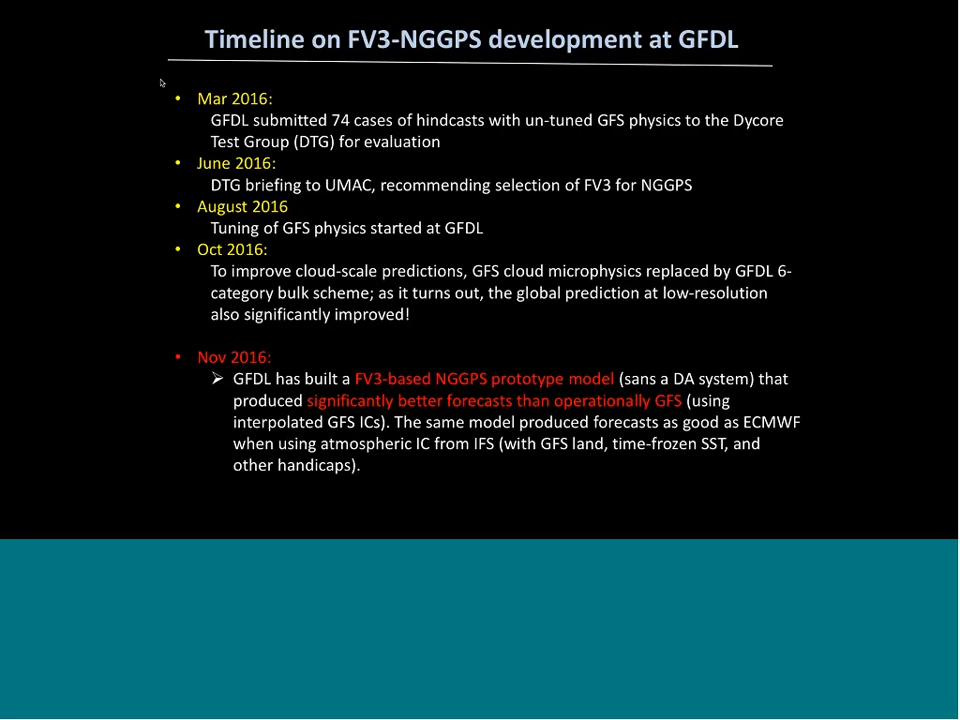 Timeline on FV3-NGGPS development at GFDL
• Mar 2016:
GFDL submitted 74 cases of hindcasts with un-tuned GFS physics to the Dycore
Test Group (DTG) for evaluation
• June 2016:
DTG briefing to UMAC, recommending selection of FV3 for NGGPS
• August 2016
Tuning of GFS physics started at GFDL
• Oct 2016:
To improve cloud-scale predictions, GFS cloud microphysics replaced by GFDL 6-
category bulk scheme; as it turns out, the global prediction at low-resolution
also significantly improved!
• Nov 2016:
➢ GFDL has built a FV3-based NGGPS prototype model (sans a DA system) that
produced significantly better forecasts than operationally GFS (using
interpolated GFS ICs). The same model produced forecasts as good as ECMWF
when using atmospheric IC from IFS (with GFS land, time-frozen SST, and
other handicaps).